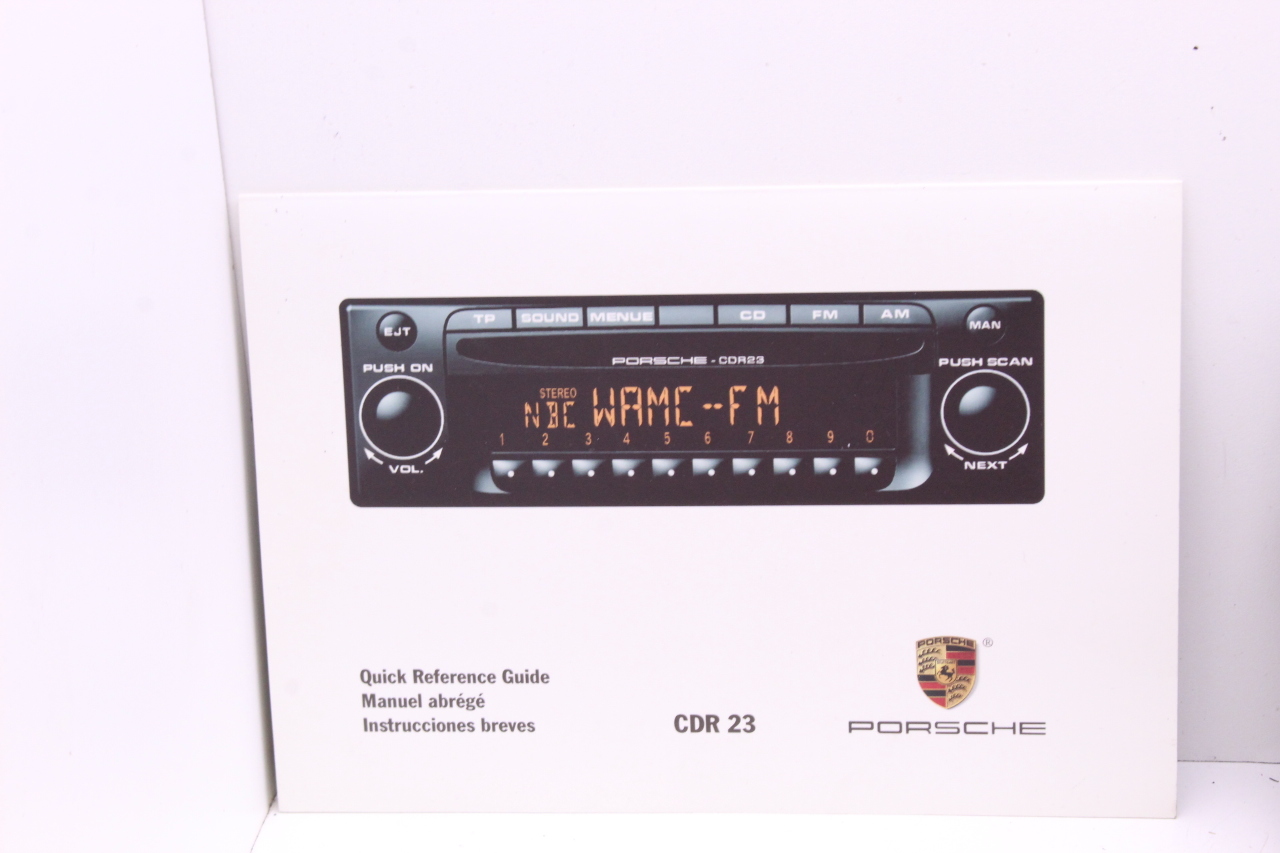 TP SOUND MENUE CD FM AM
EJT
MAN
PUSH ON
PORSCHE - CDR23
PUSH SCAN
STEREO
NBC WAMC-FM
1 2 3 4 5 6 7 8 9 0
VOL.
NEXT
PORSCHE ®
Quick Reference Guide
Manuel abrégé
Instrucciones breves
CDR 23
PORSCHE